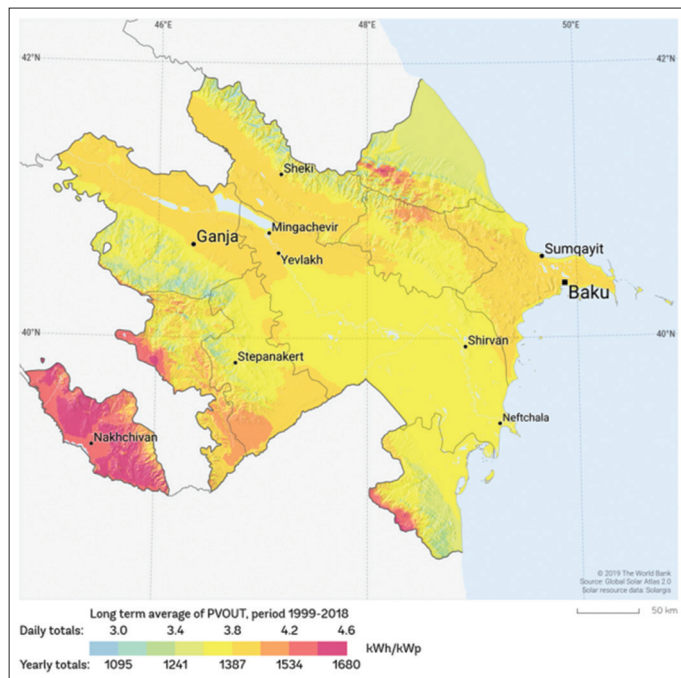 46°E 48°E 50°E
42°N 42°N
Sheki
Mingachevir
Ganja
Yevlakh
Sumqayit
Baku
40°N 40°N
Shirvan
Stepanakert
Neftchala
Nakhchivan
© 2019 The World Bank
Source: Global Solar Atlas 2.0
Solar resource data: Solargis
50 km
Long term average of PVOUT, period 1999-2018
Daily totals: 3.0 3.4 3.8 4.2 4.6
kWh/kWp
Yearly totals: 1095 1241 1387 1534 1680